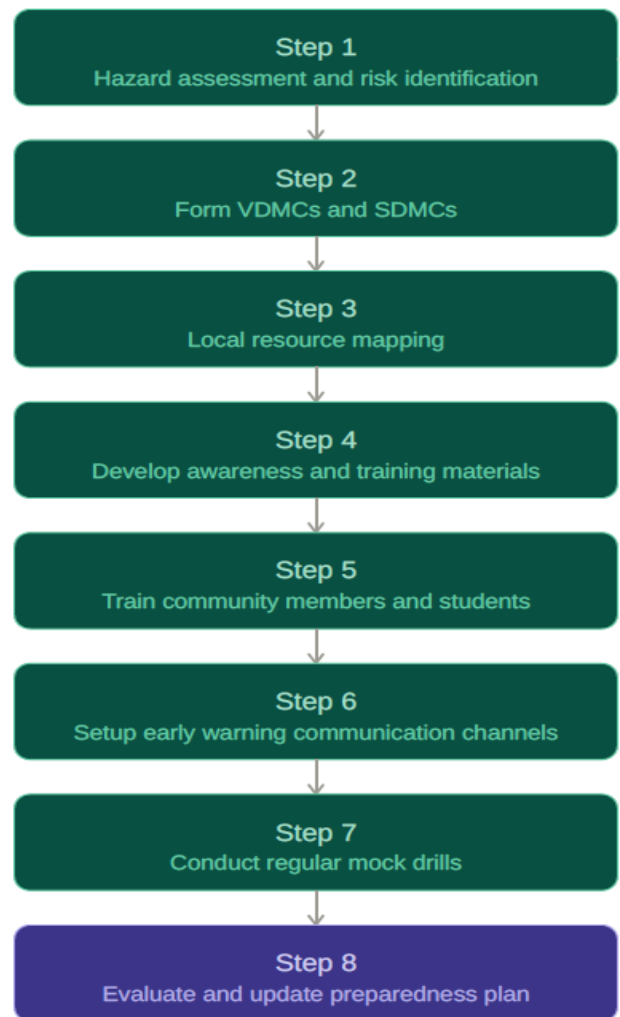 Step 1
Hazard assessment and risk identification
Step 2
Form VDMCs and SDMCs
Step 3
Local resource mapping
Step 4
Develop awareness and training materials
Step 5
Train community members and students
Step 6
Setup early warning communication channels
Step 7
Conduct regular mock drills
Step 8
Evaluate and update preparedness plan